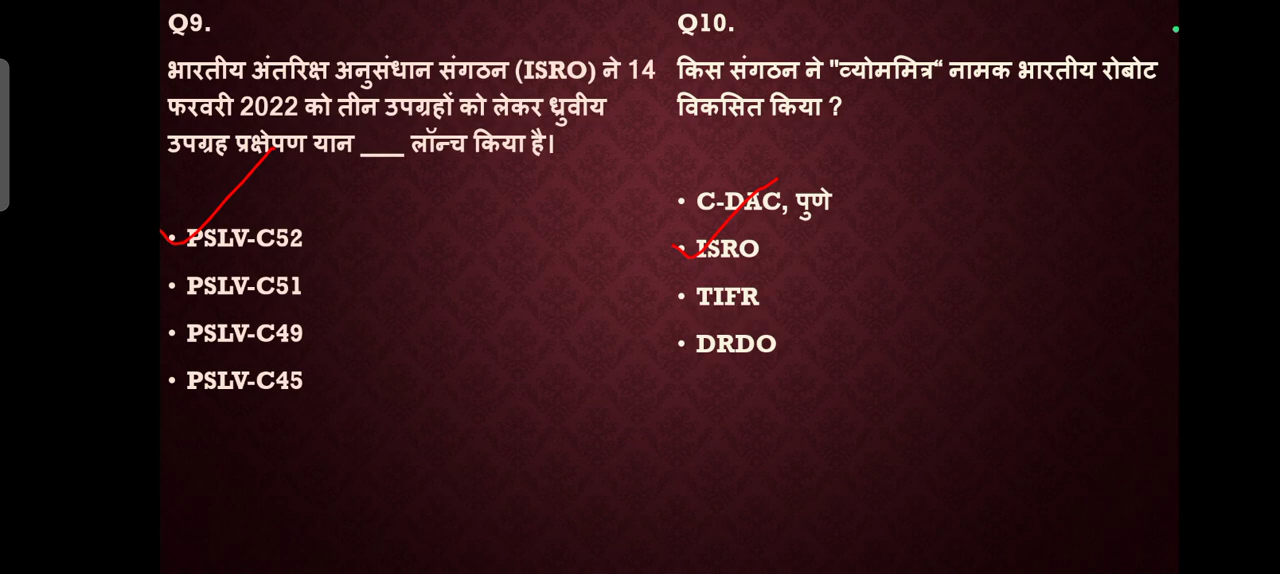 Q9.
भारतीय अंतरिक्ष अनुसंधान संगठन (ISRO) ने 14
फरवरी 2022 को तीन उपग्रहों को लेकर ध्रुवीय
उपग्रह प्रक्षेपण यान ___ लॉन्च किया है।
• PSLV-C52
• PSLV-C51
• PSLV-C49
• PSLV-C45
Q10.
किस संगठन ने "व्योममित्र“ नामक भारतीय रोबोट
विकसित किया ?
• C-DAC, पुणे
• ISRO
• TIFR
• DRDO